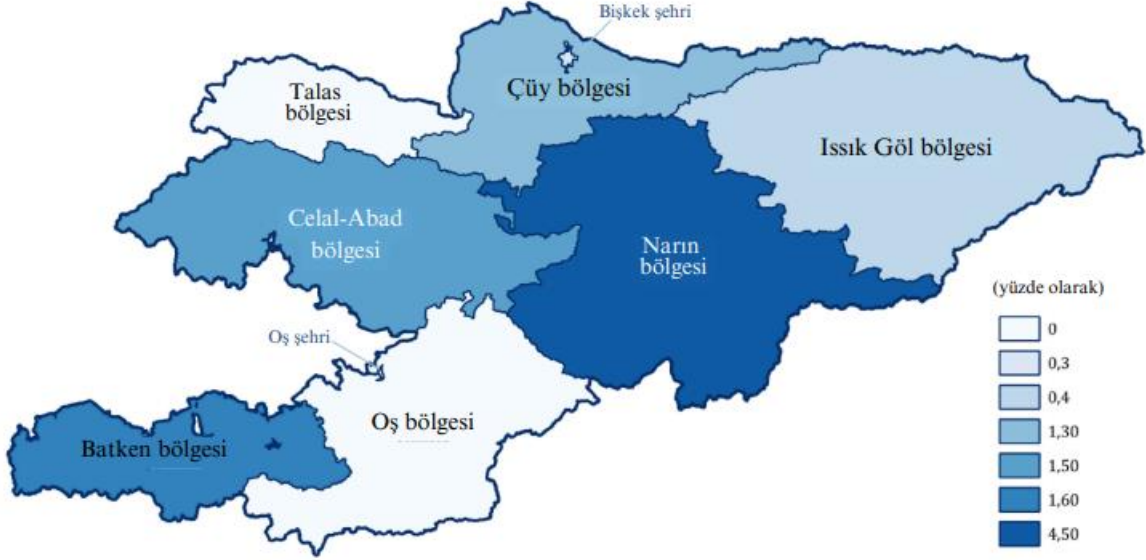 Bişkek şehri
Talas
bölgesi
Çüy bölgesi
Issık Göl bölgesi
Celal-Abad
bölgesi
Narın
bölgesi
Oş şehri
Oş bölgesi
Batken bölgesi
(yüzde olarak)
0
0,3
0,4
1,30
1,50
1,60
4,50